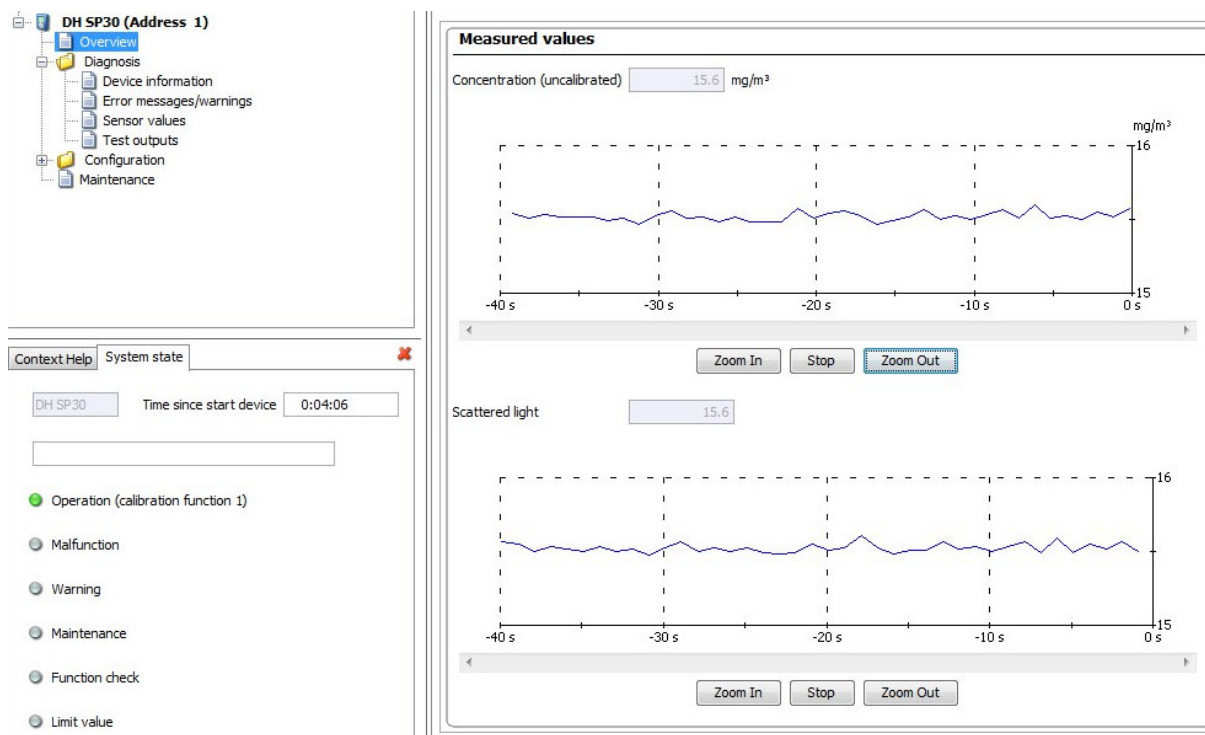 DH SP30 (Address 1)
Overview
Diagnosis
Device information
Error messages/warnings
Sensor values
Test outputs
Configuration
Maintenance
Context Help
System state
DH SP30
Time since start device
0:04:06
Operation (calibration function 1)
Malfunction
Warning
Maintenance
Function check
Limit value
Measured values
Concentration (uncalibrated) 15.6 mg/m³
mg/m³
16
15
-40 s -30 s -20 s -10 s 0 s
Zoom In Stop Zoom Out
Scattered light 15.6
16
15
-40 s -30 s -20 s -10 s 0 s
Zoom In Stop Zoom Out